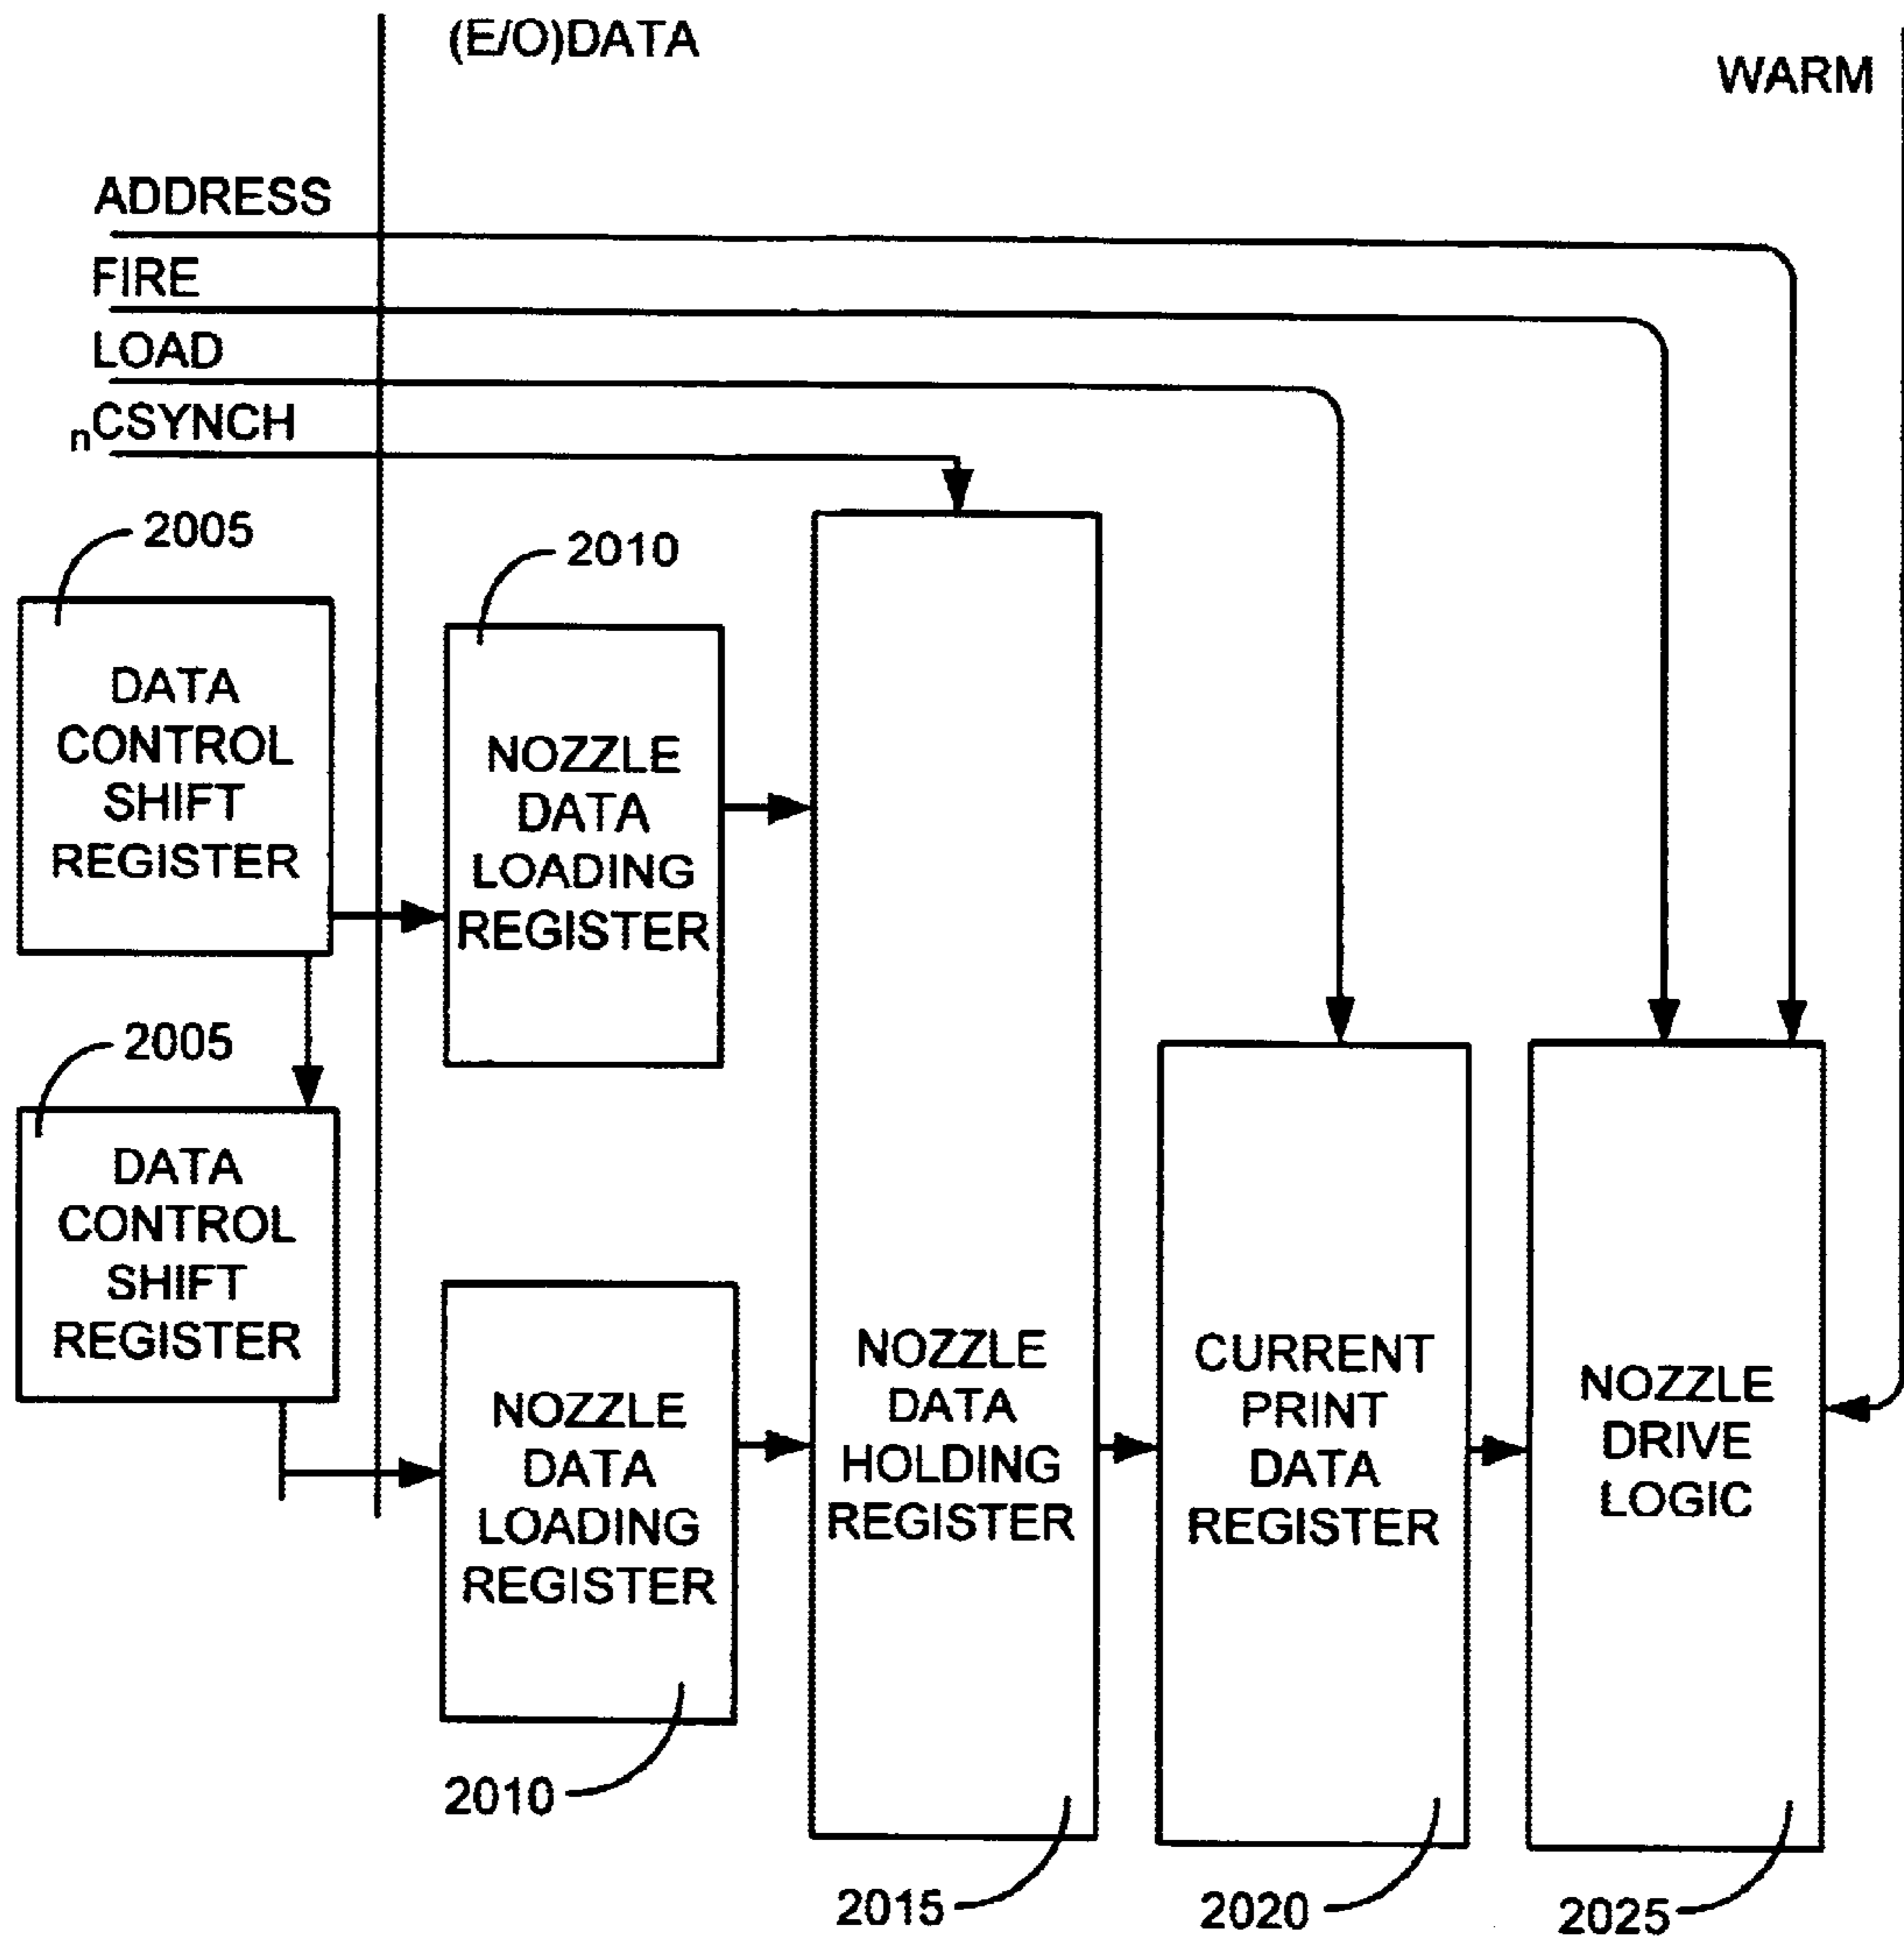 (E/O)DATA
WARM
ADDRESS
FIRE
LOAD
nCSYNCH
2005
2010
DATA
CONTROL
SHIFT
REGISTER
NOZZLE
DATA
LOADING
REGISTER
2005
DATA
CONTROL
SHIFT
REGISTER
NOZZLE
DATA
LOADING
REGISTER
NOZZLE
DATA
HOLDING
REGISTER
CURRENT
PRINT
DATA
REGISTER
NOZZLE
DRIVE
LOGIC
2010
2015
2020
2025